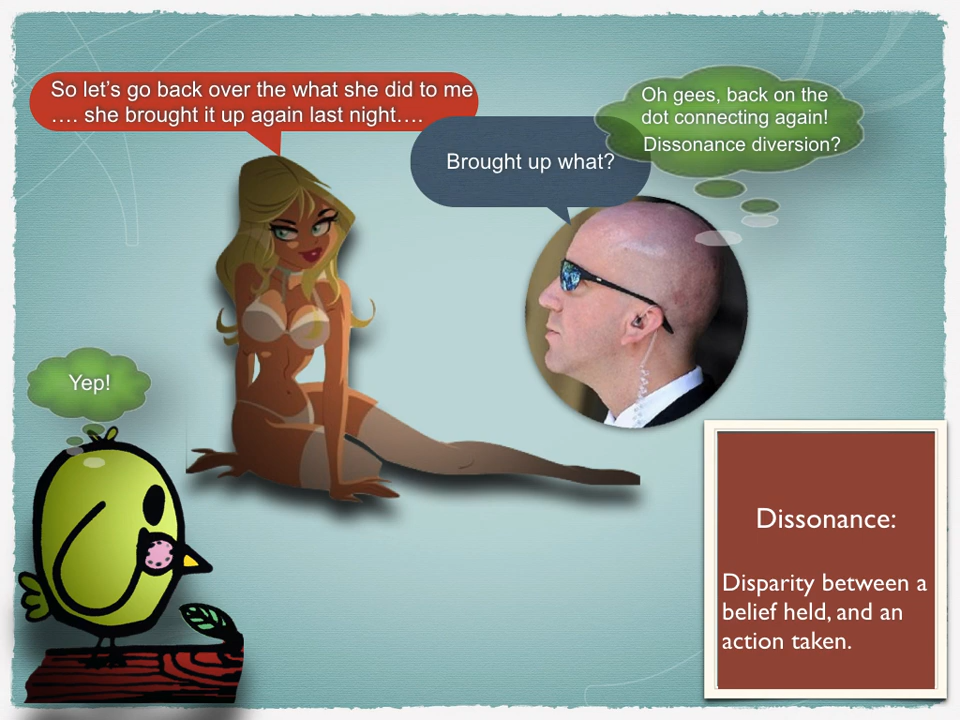 So let’s go back over the what she did to me
…. she brought it up again last night….
Brought up what?
Oh gees, back on the
dot connecting again!
Dissonance diversion?
Yep!
Dissonance:
Disparity between a
belief held, and an
action taken.